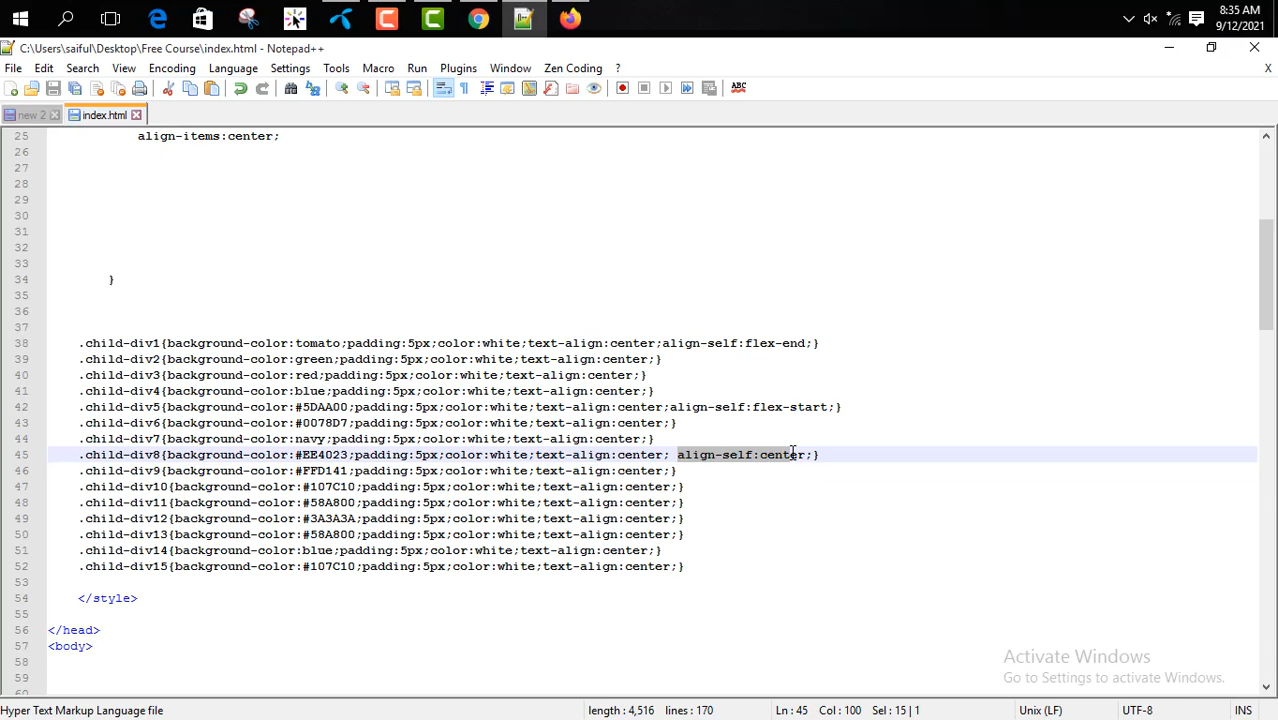 8:35 AM
9/12/2021
C:\Users\saiful\Desktop\Free Course\index.html - Notepad++
File Edit Search View Encoding Language Settings Tools Macro Run Plugins Window Zen Coding ? X
ABC
new 2 index.html
25 align-items:center;
26
27
28
29
30
31
32
33
34 }
35
36
37
38 .child-div1{background-color:tomato;padding:5px;color:white;text-align:center;align-self:flex-end;}
39 .child-div2{background-color:green;padding:5px;color:white;text-align:center;}
40 .child-div3{background-color:red;padding:5px;color:white;text-align:center;}
41 .child-div4{background-color:blue;padding:5px;color:white;text-align:center;}
42 .child-div5{background-color:#5DAA00;padding:5px;color:white;text-align:center;align-self:flex-start;}
43 .child-div6{background-color:#0078D7;padding:5px;color:white;text-align:center;}
44 .child-div7{background-color:navy;padding:5px;color:white;text-align:center;}
45 .child-div8{background-color:#EE4023;padding:5px;color:white;text-align:center; align-self:center;}
46 .child-div9{background-color:#FFD141;padding:5px;color:white;text-align:center;}
47 .child-div10{background-color:#107C10;padding:5px;color:white;text-align:center;}
48 .child-div11{background-color:#58A800;padding:5px;color:white;text-align:center;}
49 .child-div12{background-color:#3A3A3A;padding:5px;color:white;text-align:center;}
50 .child-div13{background-color:#58A800;padding:5px;color:white;text-align:center;}
51 .child-div14{background-color:blue;padding:5px;color:white;text-align:center;}
52 .child-div15{background-color:#107C10;padding:5px;color:white;text-align:center;}
53
54 </style>
55
56 </head>
57 <body>
58
59
60
Activate Windows
Go to Settings to activate Windows.
Hyper Text Markup Language file length : 4,516 lines : 170 Ln : 45 Col : 100 Sel : 15 | 1 Unix (LF) UTF-8 INS